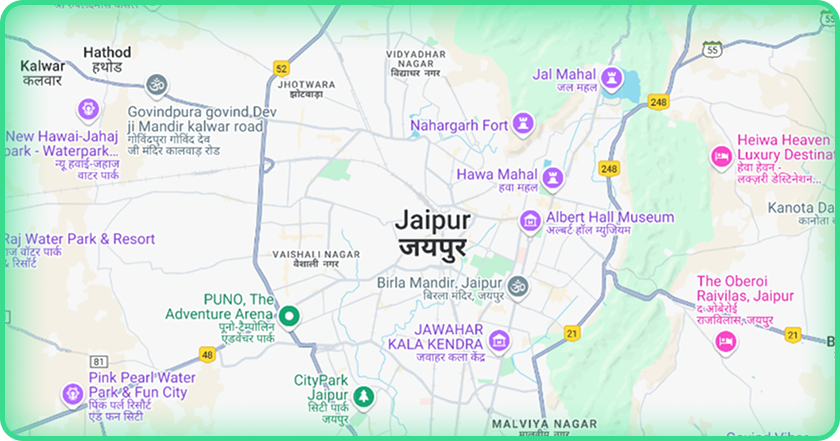 Hathod
हथोड
Kalwar
कलवार
52
VIDYADHAR
NAGAR
विद्याधर नगर
55
JHOTWARA
झोटवाड़ा
Jal Mahal
जल महल
248
Govindpura govind Dev
ji Mandir kalwar road
गोविंदपुरा गोविंद देव
जी मंदिर कालवाड़ रोड
New Hawai-Jahaj
park - Waterpark...
न्यू हवाई-जहाज
वाटर पार्क
Nahargarh Fort
Heiwa Heaven
Luxury Destinat
हेवा हेवन -
लक्ज़री डेस्टिनेशन...
248
Hawa Mahal
हवा महल
Kanota Da
कानोता बा
Albert Hall Museum
अल्बर्ट हॉल म्यूजियम
Jaipur
जयपुर
Raj Water Park & Resort
राज वॉटर पार्क
& रिसॉर्ट
VAISHALI NAGAR
वैशाली नगर
Birla Mandir, Jaipur
बिरला मंदिर, जयपुर
The Oberoi
Rajvilas, Jaipur
द ओबेरॉई
राजविलास, जयपुर
PUNO, The
Adventure Arena
पूनो-ट्रैम्पोलिन
एडवेंचर पार्क
JAWAHAR
KALA KENDRA
जवाहर कला केंद्र
21
21
B
81
48
Pink Pearl Water
Park & Fun City
पिंक पर्ल रिसौर्ट
एंड फन सिटी
CityPark
Jaipur
सिटी पार्क
जयपुर
MALVIYA NAGAR
मालवीय नगर